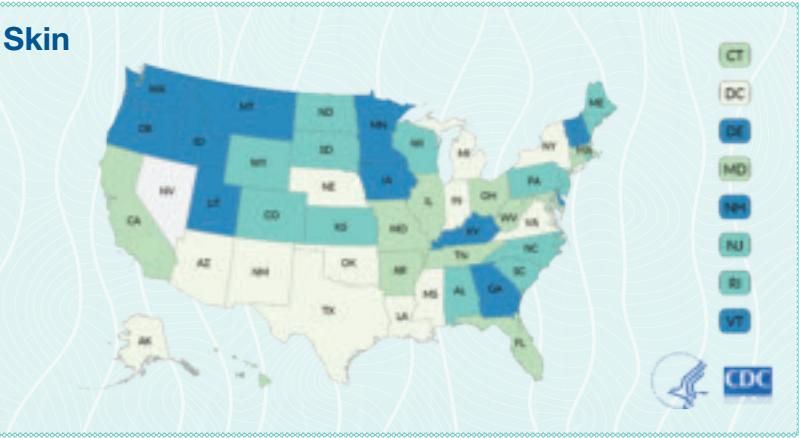 Skin
CT
DC
DE
MD
NH
NJ
RI
VT
WA
MT
ND
MN
OR
ID
SD
WI
ME
WY
MI
NY
MA
NV
NE
IA
PA
UT
CO
IL
IN
OH
CA
KS
MO
WV
VA
KY
AZ
NM
OK
AR
TN
NC
SC
TX
LA
MS
AL
GA
FL
AK
HI
CDC